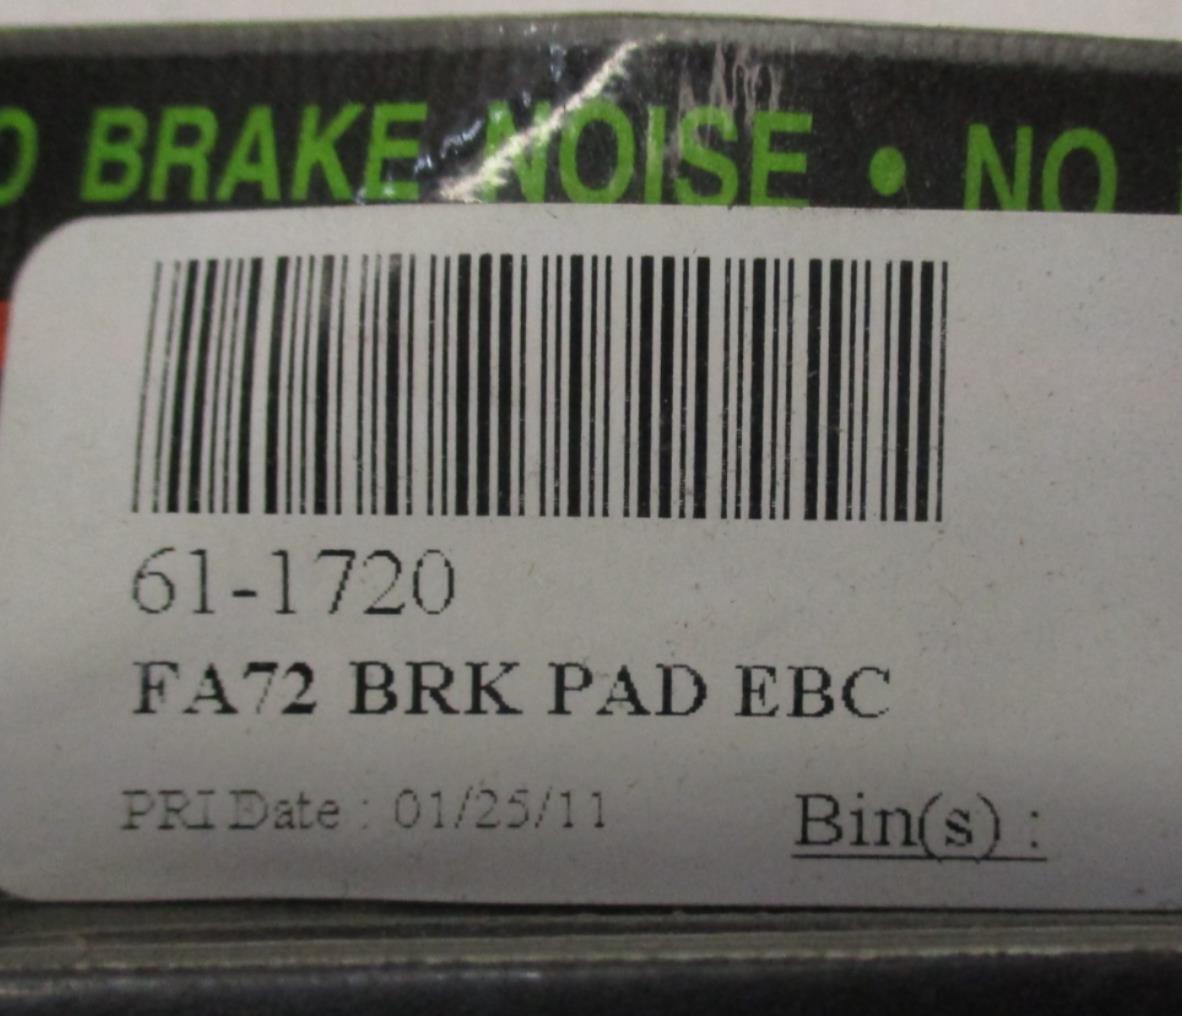 O BRAKE NOISE • NO
61-1720
FA72 BRK PAD EBC
PRI Date : 01/25/11
Bin(s) :